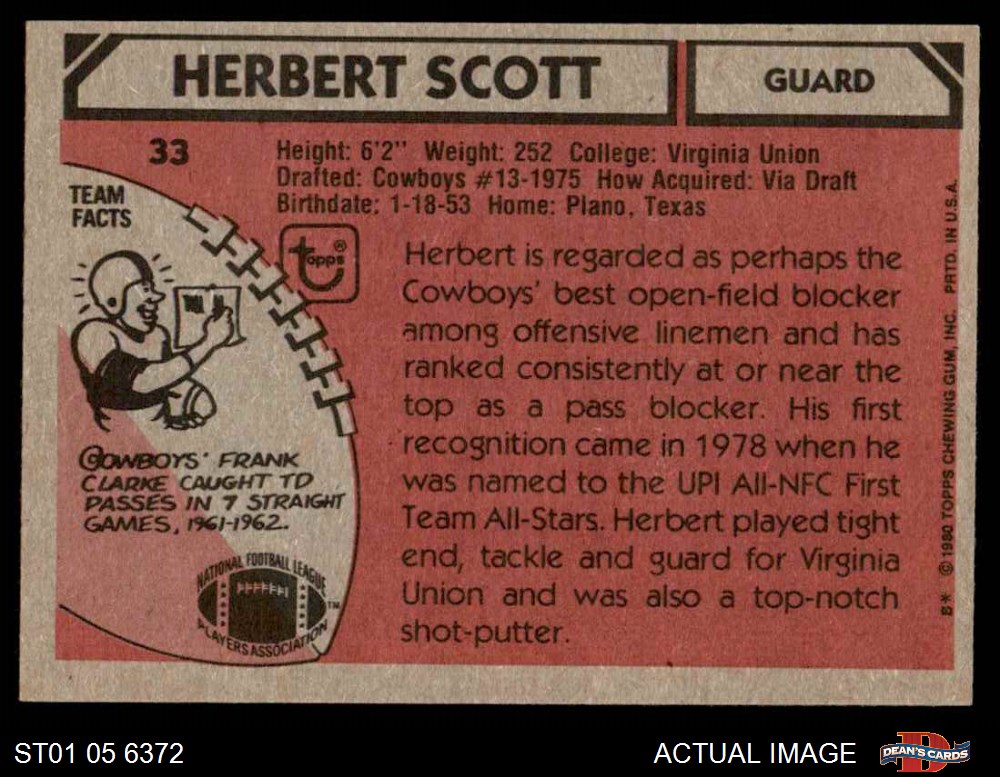 HERBERT SCOTT
GUARD
33
Height: 6'2" Weight: 252 College: Virginia Union
Drafted: Cowboys #13-1975 How Acquired: Via Draft
Birthdate: 1-18-53 Home: Plano, Texas
TEAM
FACTS
topps®
Herbert is regarded as perhaps the
Cowboys' best open-field blocker
among offensive linemen and has
ranked consistently at or near the
top as a pass blocker. His first
recognition came in 1978 when he
was named to the UPI All-NFC First
Team All-Stars. Herbert played tight
end, tackle and guard for Virginia
Union and was also a top-notch
shot-putter.
COWBOYS' FRANK
CLARKE CAUGHT TD
PASSES IN 7 STRAIGHT
GAMES, 1961-1962.
NATIONAL FOOTBALL LEAGUE
PLAYERS ASSOCIATION
TM
B* © 1980 TOPPS CHEWING GUM, INC. PRTD. IN U.S.A.
ST01 05 6372
ACTUAL IMAGE
D
DEAN'S CARDS